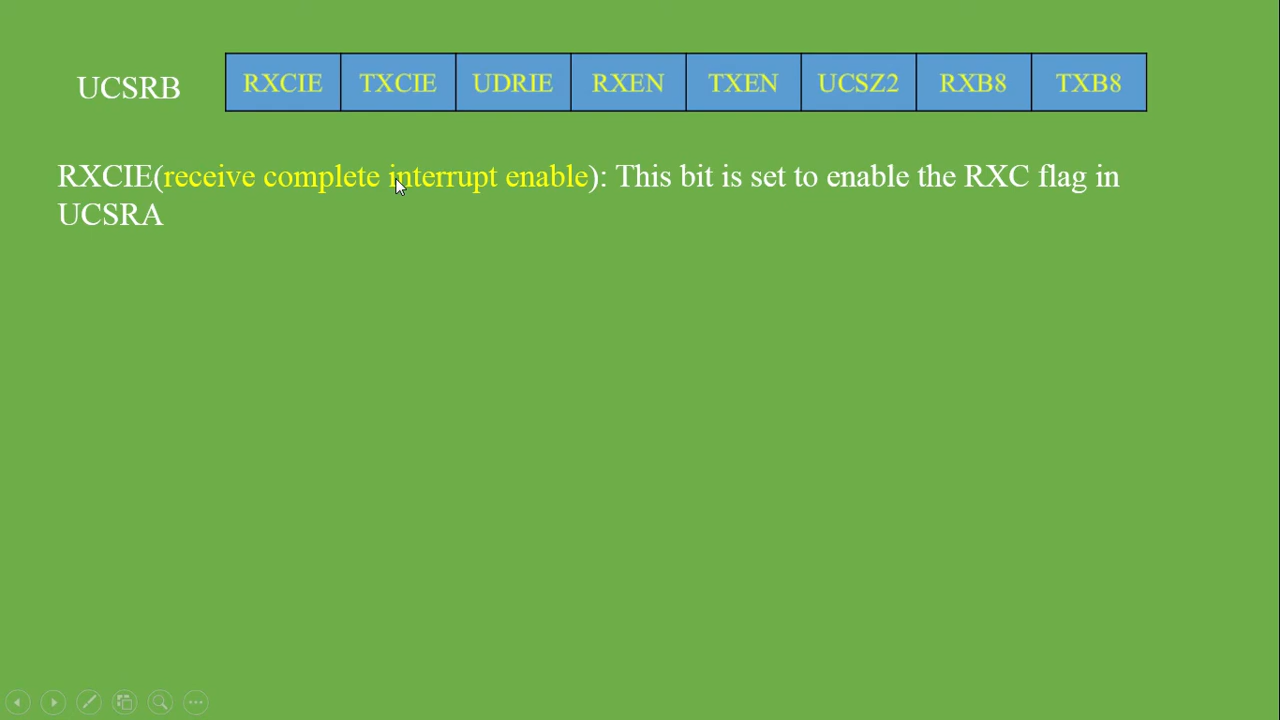 UCSRB RXCIE TXCIE UDRIE RXEN TXEN UCSZ2 RXB8 TXB8
RXCIE(receive complete interrupt enable): This bit is set to enable the RXC flag in
UCSRA